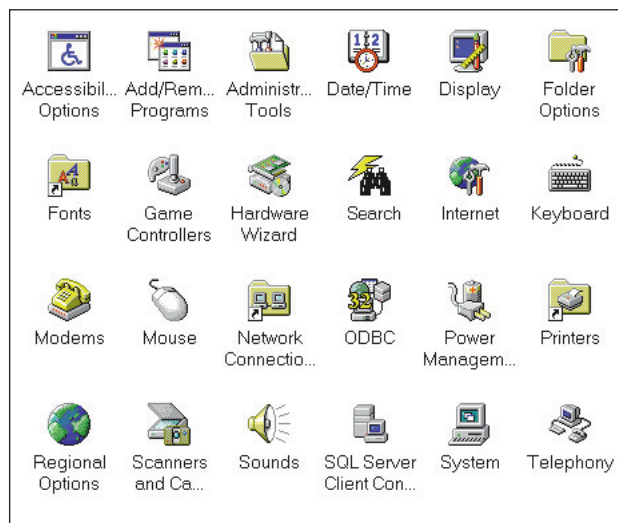 Accessibil... Add/Rem... Administr... Date/Time Display Folder
Options Programs Tools Options
Fonts Game Hardware Search Internet Keyboard
Controllers Wizard
Modems Mouse Network ODBC Power Printers
Connectio... Managem...
Regional Scanners Sounds SQL Server System Telephony
Options and Ca... Client Con...